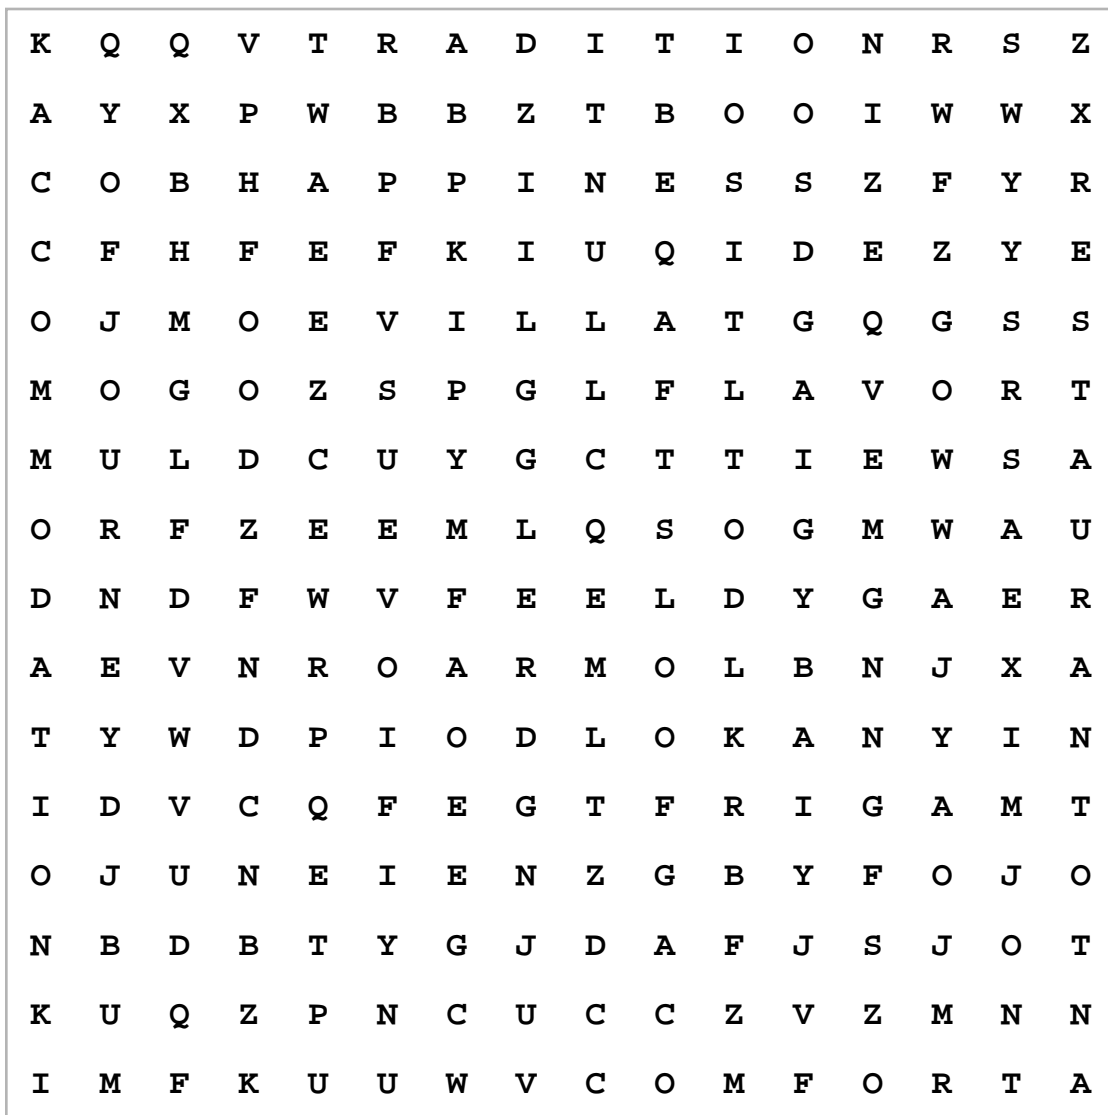 K Q Q V T R A D I T I O N R S Z
A Y X P W B B Z T B O O I W W X
C O B H A P P I N E S S Z F Y R
C F H F E F K I U Q I D E Z Y E
O J M O E V I L L A T G Q G S S
M O G O Z S P G L F L A V O R T
M U L D C U Y G C T T I E W S A
O R F Z E E M L Q S O G M W A U
D N D F W V F E E L D Y G A E R
A E V N R O A R M O L B N J X A
T Y W D P I O D L O K A N Y I N
I D V C Q F E G T F R I G A M T
O J U N E I E N Z G B Y F O J O
N B D B T Y G J D A F J S J O T
K U Q Z P N C U C C Z V Z M N N
I M F K U U W V C O M F O R T A